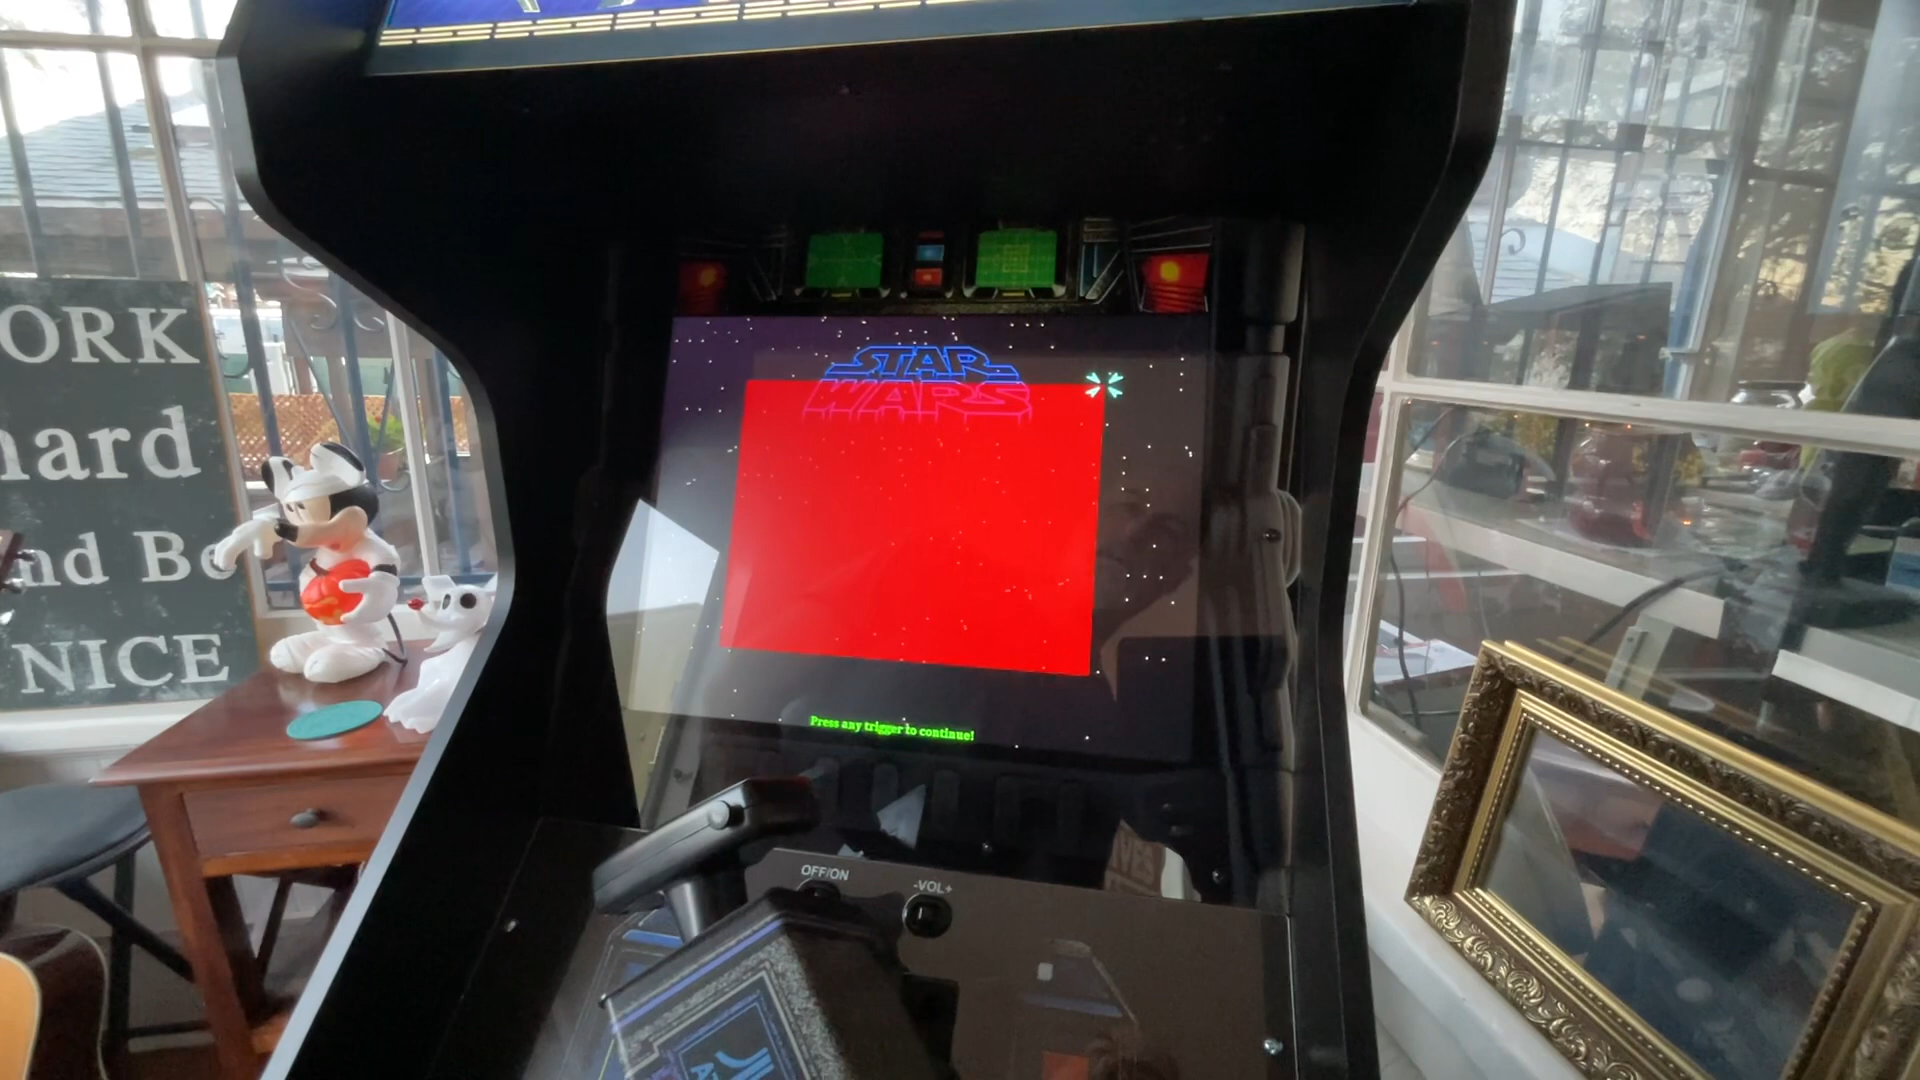 STAR
WARS
ORK
hard
nd Be
NICE
Press any trigger to continue!
OFF/ON
-VOL+